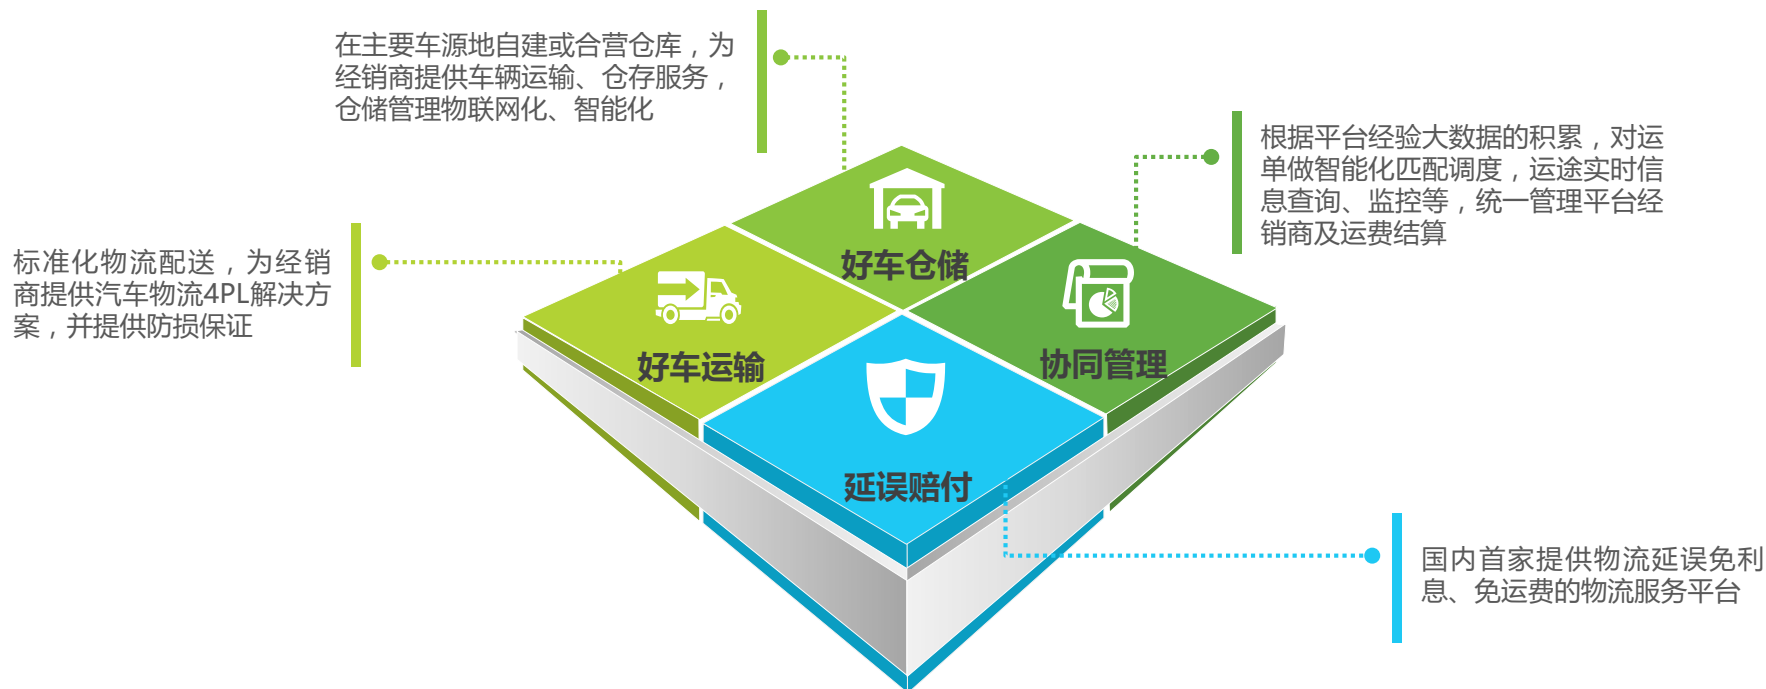 在主要车源地自建或合营仓库，为
经销商提供车辆运输、仓存服务，
仓储管理物联网化、智能化
根据平台经验大数据的积累，对运
单做智能化匹配调度，运途实时信
息查询、监控等，统一管理平台经
销商及运费结算
标准化物流配送，为经销
商提供汽车物流4PL解决方
案，并提供防损保证
好车仓储
好车运输
协同管理
延误赔付
国内首家提供物流延误免利
息、免运费的物流服务平台